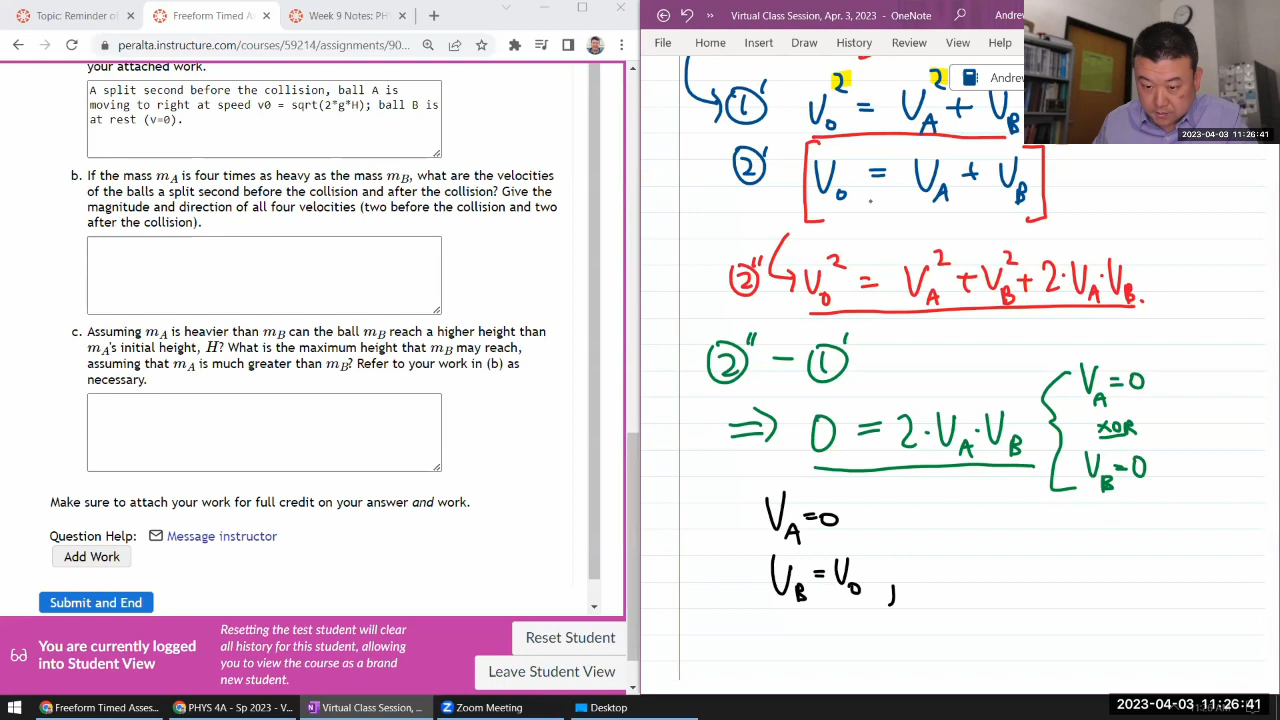 Topic: Reminder of
Freeform Timed As
Week 9 Notes: PH
peralta.instructure.com/courses/59214/assignments/90...
your attached work.
A split second before the collision, ball A is
moving to right at speed v0 = sqrt(2*g*H); ball B is
at rest (v=0).
b. If the mass mA is four times as heavy as the mass mB, what are the velocities
of the balls a split second before the collision and after the collision? Give the
magnitude and direction of all four velocities (two before the collision and two
after the collision).
c. Assuming mA is heavier than mB can the ball mB reach a higher height than
mA's initial height, H? What is the maximum height that mB may reach,
assuming that mA is much greater than mB? Refer to your work in (b) as
necessary.
Make sure to attach your work for full credit on your answer and work.
Question Help: Message instructor
Add Work
Submit and End
You are currently logged
into Student View
Resetting the test student will clear
all history for this student, allowing
you to view the course as a brand
new student.
Reset Student
Leave Student View
Virtual Class Session, Apr. 3, 2023 - OneNote
Andre
File Home Insert Draw History Review View Help
Andrew
①' V0² = VA² + VB
②' V0 = VA + VB
②'' V0² = VA² + VB² + 2·VA·VB.
②'' − ①'
⇒ 0 = 2·VA·VB
VA=0
XOR
VB=0
VA=0
VB=V0 ,
2023-04-03 11:26:41
Freeform Timed Asses...
PHYS 4A - Sp 2023 - V...
Virtual Class Session, ...
Zoom Meeting
Desktop
2023-04-03 11:26:41